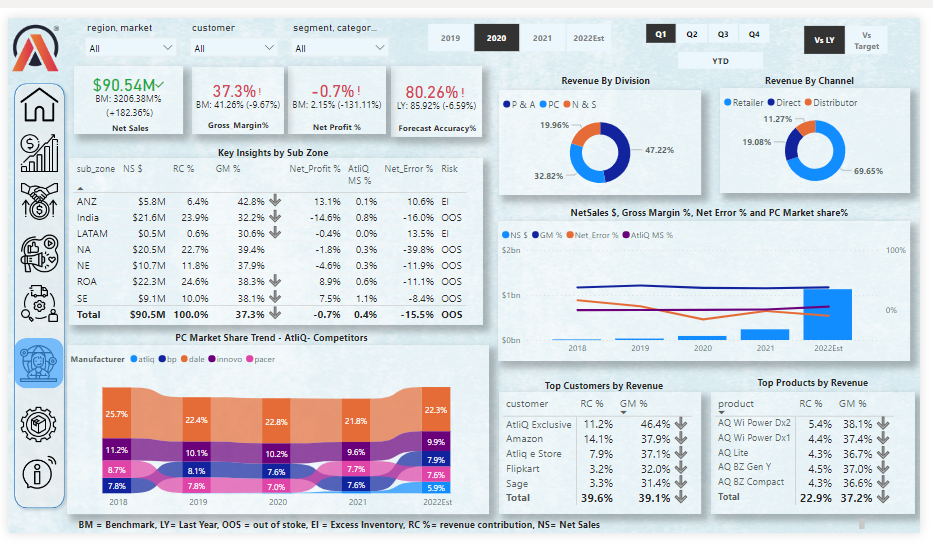 region, market
customer
segment, categor...
All
All
All
2019
2020
2021
2022Est
Q1
Q2
Q3
Q4
YTD
Vs LY
Vs
Target
$90.54M
BM: 3206.38M%
(+182.36%)
Net Sales
37.3% !
BM: 41.26% (-9.67%)
Gross Margin%
-0.7% !
BM: 2.15% (-131.11%)
Net Profit %
80.26% !
LY: 85.92% (-6.59%)
Forecast Accuracy%
Revenue By Division
P & A PC N & S
19.96%
47.22%
32.82%
Revenue By Channel
Retailer Direct Distributor
11.27%
19.08%
69.65%
Key Insights by Sub Zone
sub_zone NS $ RC % GM % Net_Profit % AtliQ MS % Net_Error % Risk
ANZ $5.8M 6.4% 42.8% 13.1% 0.1% 10.6% EI
India $21.6M 23.9% 32.2% -14.6% 0.8% -16.0% OOS
LATAM $0.5M 0.6% 30.6% -0.4% 0.0% 13.5% EI
NA $20.5M 22.7% 39.4% -1.8% 0.3% -39.8% OOS
NE $10.7M 11.8% 37.9% -4.6% 0.3% -11.9% OOS
ROA $22.3M 24.6% 38.3% 8.9% 0.6% -11.1% OOS
SE $9.1M 10.0% 38.1% 7.5% 1.1% -8.4% OOS
Total $90.5M 100.0% 37.3% -0.7% 0.4% -15.5% OOS
NetSales $, Gross Margin %, Net Error % and PC Market share%
NS $ GM % Net_Error % AtliQ MS %
$2bn
$1bn
$0bn
100%
0%
2018 2019 2020 2021 2022Est
PC Market Share Trend - AtliQ- Competitors
Manufacturer atliq bp dale innovo pacer
25.7%
11.2%
8.7%
7.8%
22.4%
10.1%
8.1%
7.8%
22.8%
10.2%
7.6%
7.0%
21.8%
9.6%
7.7%
7.6%
22.3%
9.9%
7.9%
7.6%
5.9%
2018 2019 2020 2021 2022Est
Top Customers by Revenue
customer RC % GM %
AtliQ Exclusive 11.2% 46.4%
Amazon 14.1% 37.9%
Atliq e Store 7.9% 37.1%
Flipkart 3.2% 32.0%
Sage 3.3% 31.4%
Total 39.6% 39.1%
Top Products by Revenue
product RC % GM %
AQ Wi Power Dx2 5.4% 38.1%
AQ Wi Power Dx1 4.4% 37.4%
AQ Lite 4.3% 36.7%
AQ BZ Gen Y 4.5% 37.0%
AQ BZ Compact 4.3% 36.6%
Total 22.9% 37.2%
BM = Benchmark, LY= Last Year, OOS = out of stoke, EI = Excess Inventory, RC %= revenue contribution, NS= Net Sales